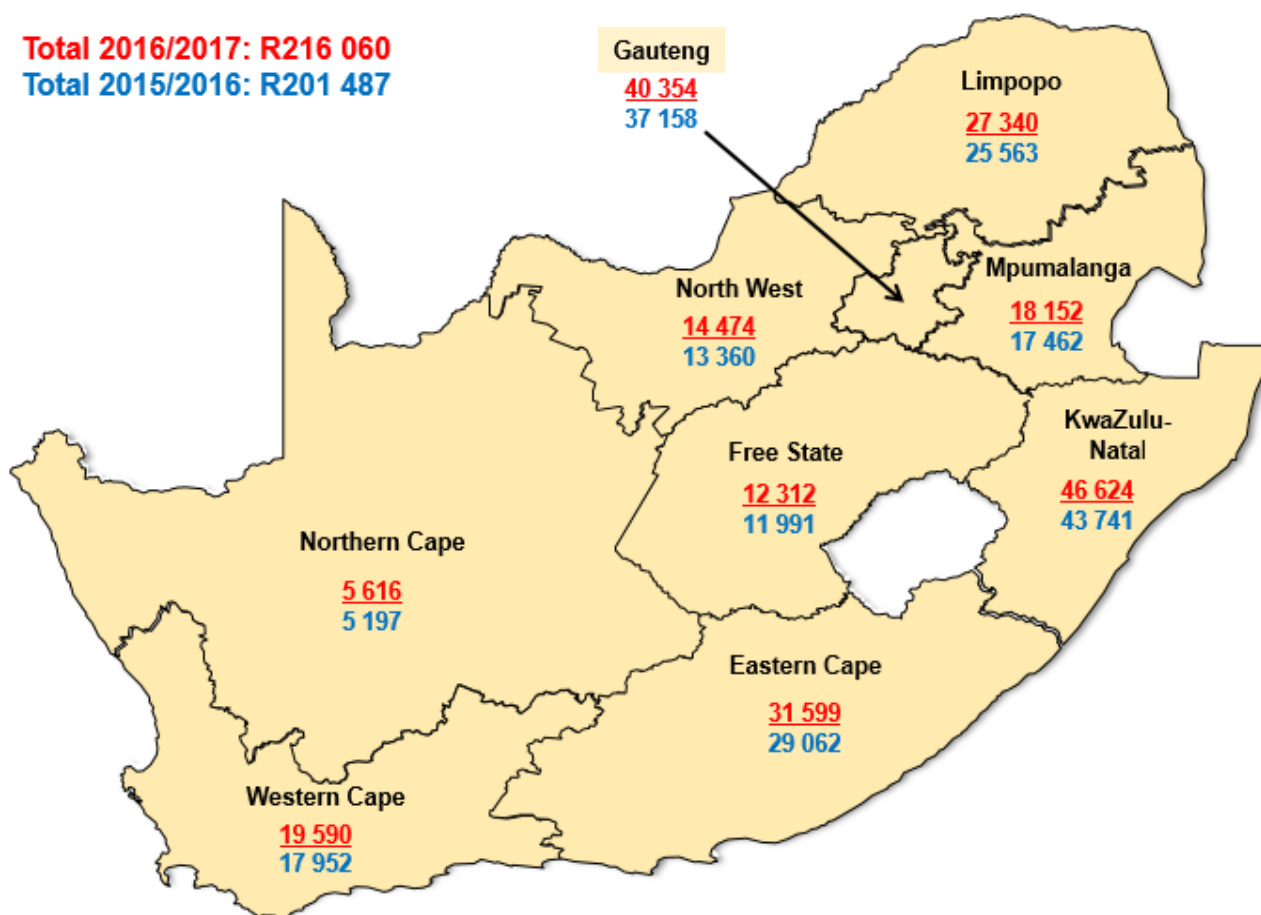 Total 2016/2017: R216 060
Total 2015/2016: R201 487
Gauteng
40 354
37 158
Limpopo
27 340
25 563
Mpumalanga
18 152
17 462
North West
14 474
13 360
KwaZulu-
Natal
46 624
43 741
Free State
12 312
11 991
Northern Cape
5 616
5 197
Eastern Cape
31 599
29 062
Western Cape
19 590
17 952